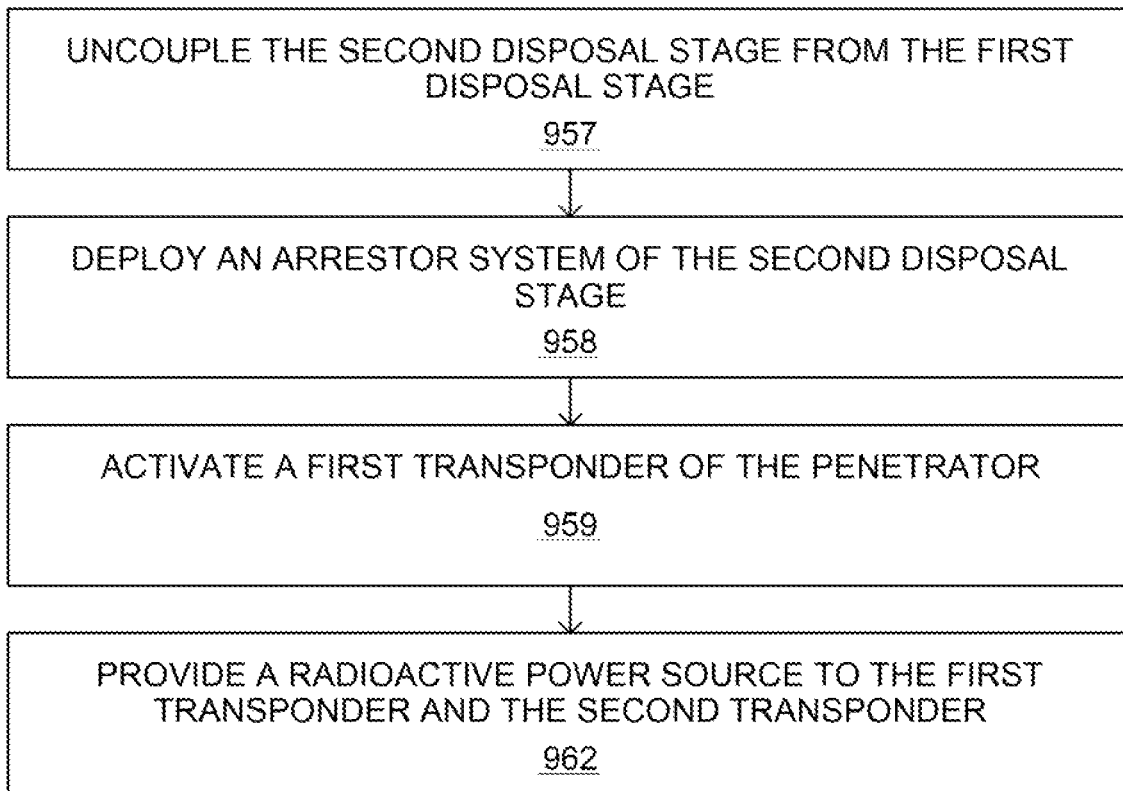 UNCOUPLE THE SECOND DISPOSAL STAGE FROM THE FIRST
DISPOSAL STAGE
957
DEPLOY AN ARRESTOR SYSTEM OF THE SECOND DISPOSAL
STAGE
958
ACTIVATE A FIRST TRANSPONDER OF THE PENETRATOR
959
PROVIDE A RADIOACTIVE POWER SOURCE TO THE FIRST
TRANSPONDER AND THE SECOND TRANSPONDER
962